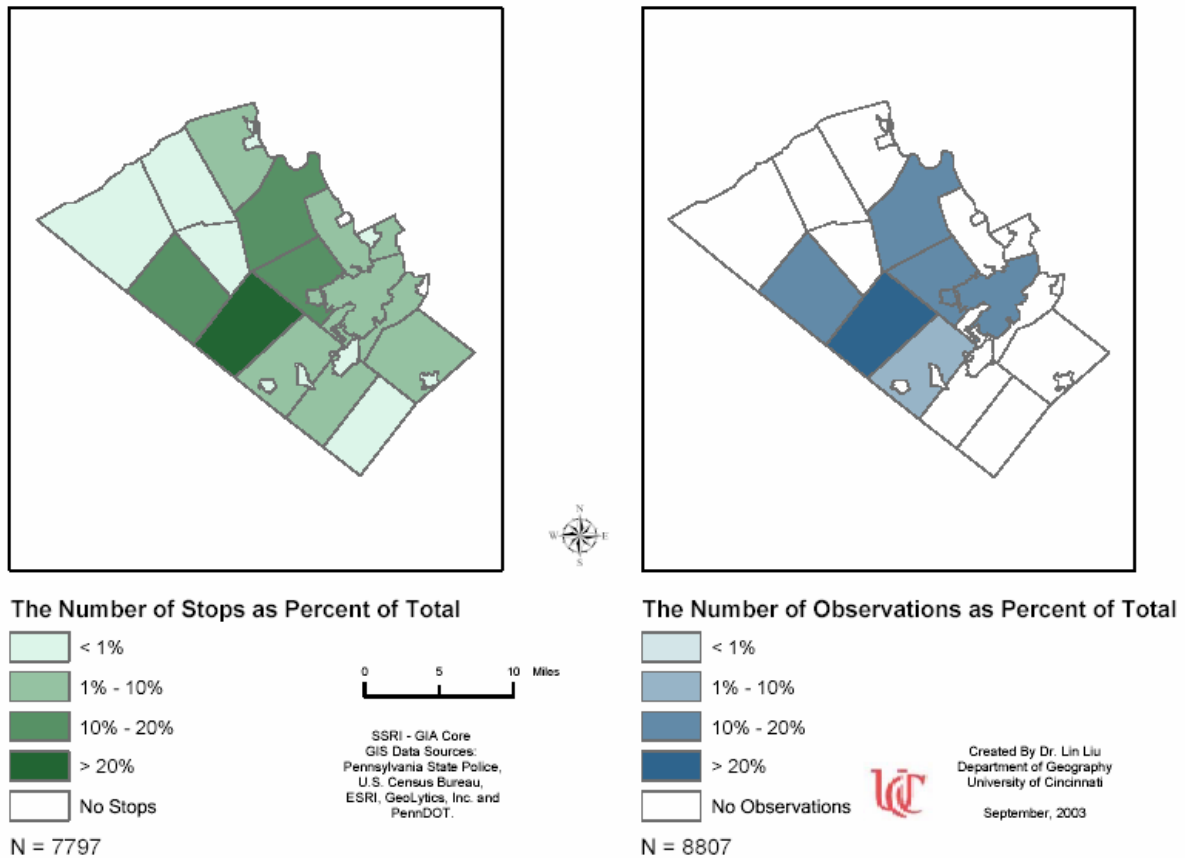 N
W E
S
The Number of Stops as Percent of Total
< 1%
1% - 10%
10% - 20%
> 20%
No Stops
N = 7797
0 5 10 Miles
SSRI - GIA Core
GIS Data Sources:
Pennsylvania State Police,
U.S. Census Bureau,
ESRI, GeoLytics, Inc. and
PennDOT.
The Number of Observations as Percent of Total
< 1%
1% - 10%
10% - 20%
> 20%
No Observations
N = 8807
UC
Created By Dr. Lin Liu
Department of Geography
University of Cincinnati
September, 2003